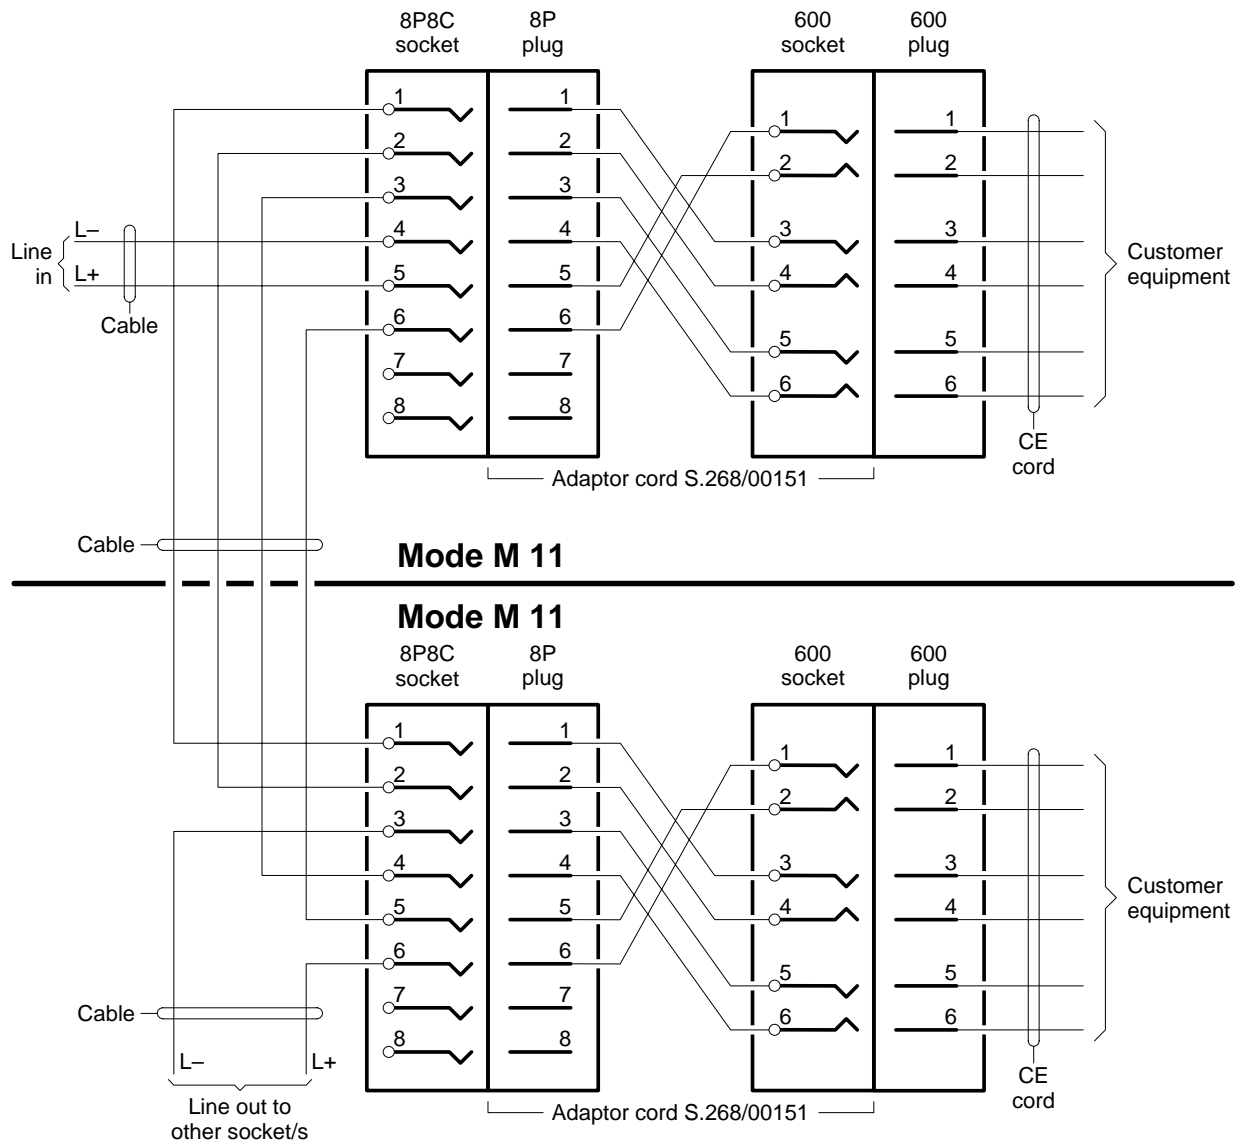 8P8C socket
8P plug
600 socket
600 plug
1 1
1 1
2 2
2 2
3 3
L–
4 4
3 3
Line in
Customer equipment
L+
5 5
4 4
Cable
6 6
5 5
7 7
6 6
8 8
CE cord
Adaptor cord S.268/00151
Cable
Mode M 11
Mode M 11
8P8C socket
8P plug
600 socket
600 plug
1 1
1 1
2 2
2 2
3 3
4 4
3 3
Customer equipment
5 5
4 4
6 6
5 5
7 7
6 6
Cable
8 8
L–
L+
CE cord
Line out to
other socket/s
Adaptor cord S.268/00151